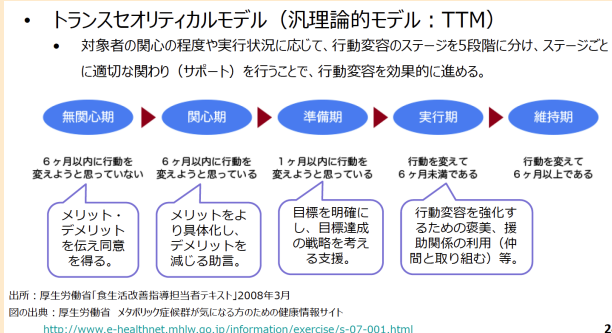 • トランスセオリティカルモデル（汎理論的モデル：TTM）
• 対象者の関心の程度や実行状況に応じて、行動変容のステージを5段階に分け、ステージごと
に適切な関わり（サポート）を行うことで、行動変容を効果的に進める。
無関心期 関心期 準備期 実行期 維持期
６ヶ月以内に行動を
変えようと思っていない
６ヶ月以内に行動を
変えようと思っている
１ヶ月以内に行動を
変えようと思っている
行動を変えて
６ヶ月未満である
行動を変えて
６ヶ月以上である
メリット・
デメリット
を伝え同意
を得る。
メリットをよ
り具体化し、
デメリットを
減じる助言。
目標を明確に
し、目標達成
の戦略を考え
る支援。
行動変容を強化す
るための褒美、援
助関係の利用（仲
間と取り組む）等。
出所：厚生労働省「食生活改善指導担当者テキスト」2008年3月
図の出典：厚生労働省　メタボリック症候群が気になる方のための健康情報サイト
http://www.e-healthnet.mhlw.go.jp/information/exercise/s-07-001.html
2